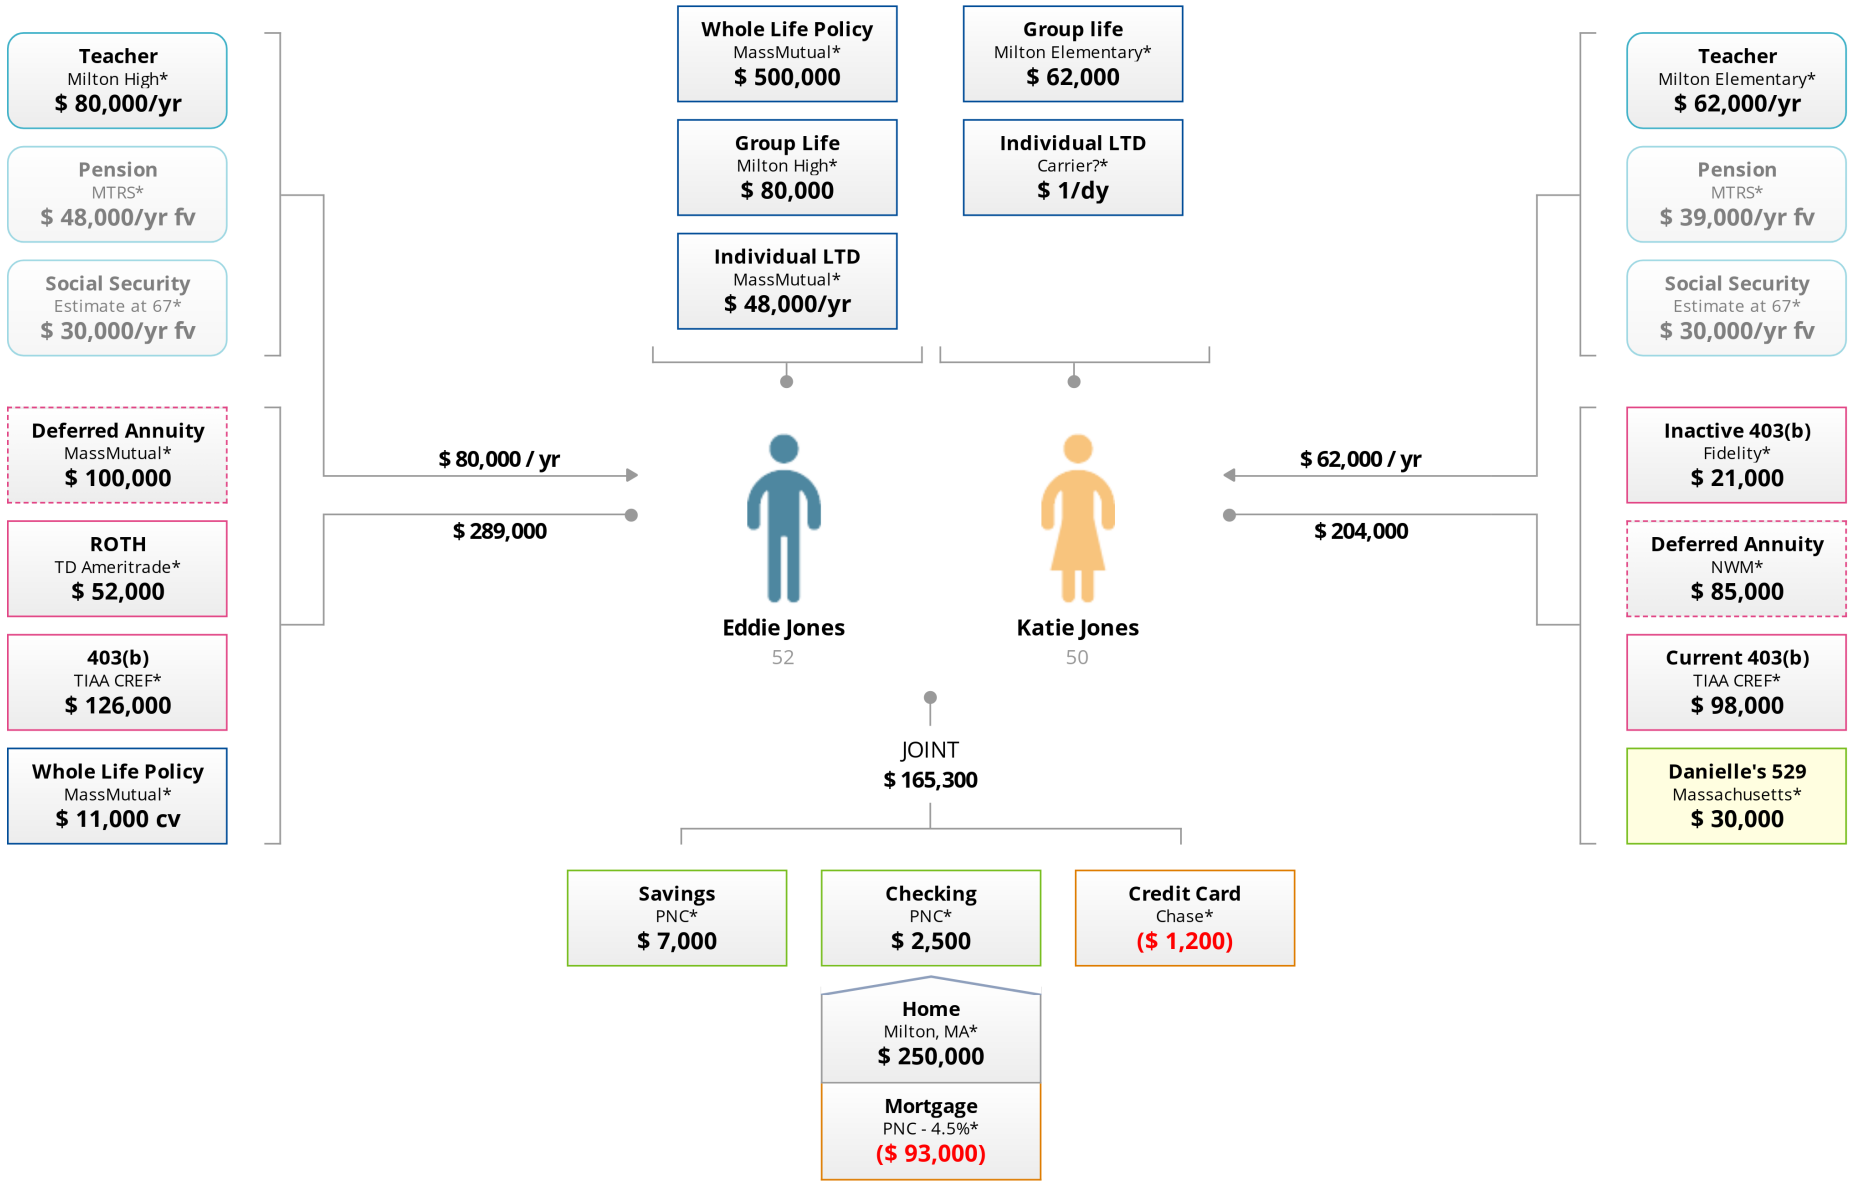 Teacher
Milton High*
$ 80,000/yr
Pension
MTRS*
$ 48,000/yr fv
Social Security
Estimate at 67*
$ 30,000/yr fv
Deferred Annuity
MassMutual*
$ 100,000
ROTH
TD Ameritrade*
$ 52,000
403(b)
TIAA CREF*
$ 126,000
Whole Life Policy
MassMutual*
$ 11,000 cv
$ 80,000 / yr
$ 289,000
Whole Life Policy
MassMutual*
$ 500,000
Group Life
Milton High*
$ 80,000
Individual LTD
MassMutual*
$ 48,000/yr
Group life
Milton Elementary*
$ 62,000
Individual LTD
Carrier?*
$ 1/dy
Eddie Jones
52
Katie Jones
50
JOINT
$ 165,300
Savings
PNC*
$ 7,000
Checking
PNC*
$ 2,500
Credit Card
Chase*
($ 1,200)
Home
Milton, MA*
$ 250,000
Mortgage
PNC - 4.5%*
($ 93,000)
$ 62,000 / yr
$ 204,000
Teacher
Milton Elementary*
$ 62,000/yr
Pension
MTRS*
$ 39,000/yr fv
Social Security
Estimate at 67*
$ 30,000/yr fv
Inactive 403(b)
Fidelity*
$ 21,000
Deferred Annuity
NWM*
$ 85,000
Current 403(b)
TIAA CREF*
$ 98,000
Danielle's 529
Massachusetts*
$ 30,000